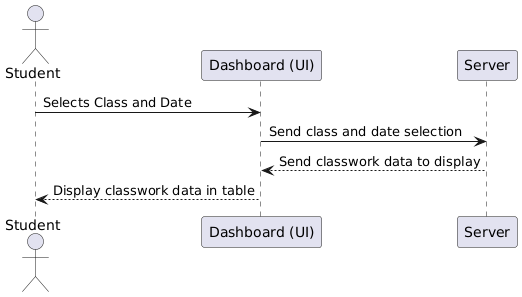 Student
Dashboard (UI)
Server
Selects Class and Date
Send class and date selection
Send classwork data to display
Display classwork data in table
Student
Dashboard (UI)
Server